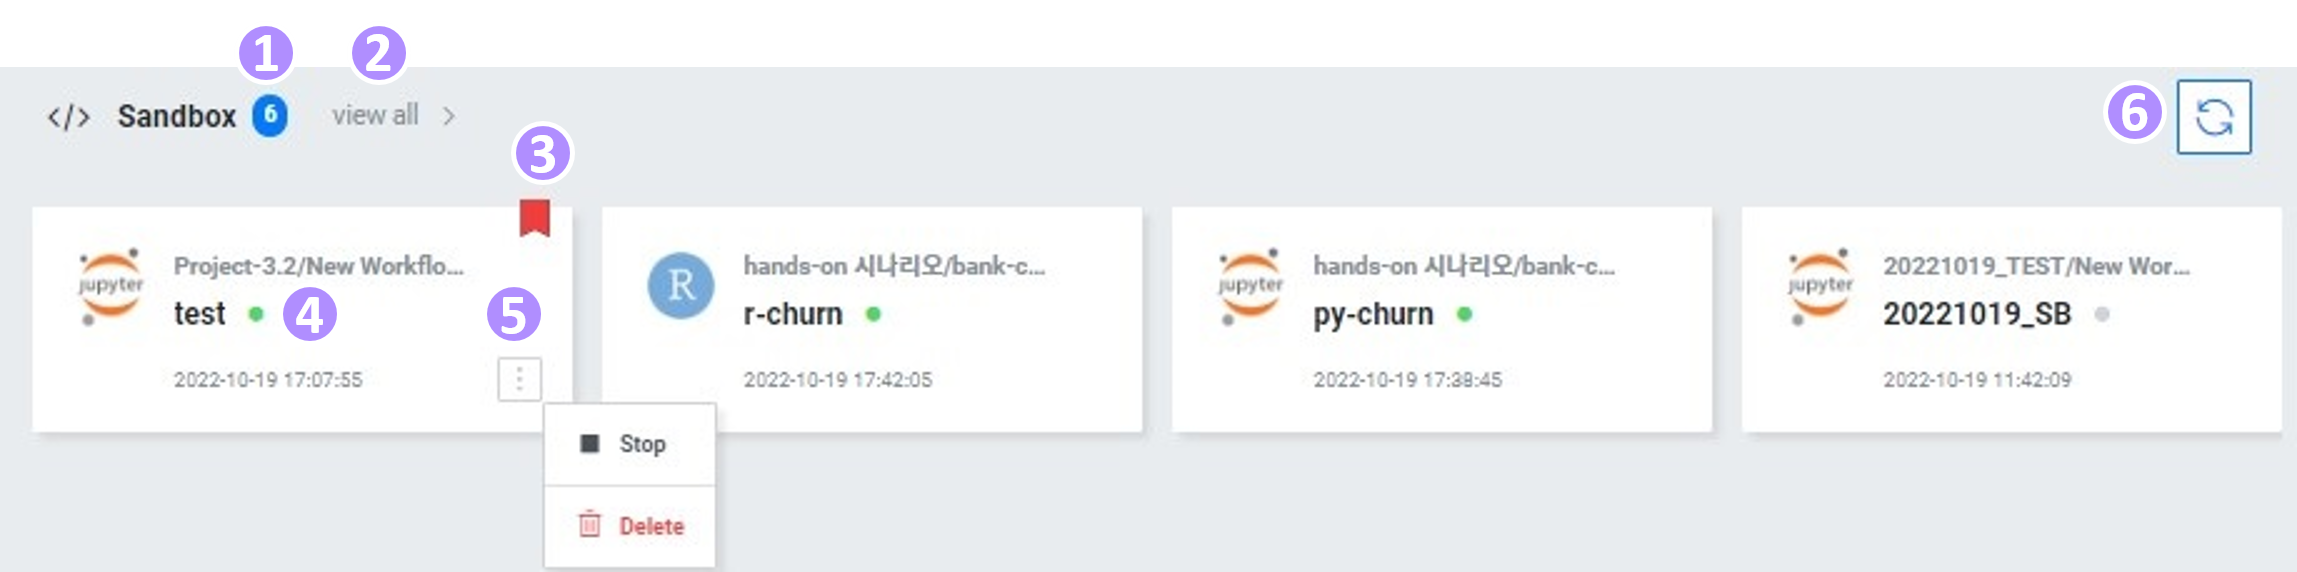 1 2
</> Sandbox 6 view all >
6
3
jupyter
Project-3.2/New Workflo...
test 4 5
2022-10-19 17:07:55
Stop
Delete
R
hands-on 시나리오/bank-c...
r-churn
2022-10-19 17:42:05
jupyter
hands-on 시나리오/bank-c...
py-churn
2022-10-19 17:38:45
jupyter
20221019_TEST/New Wor...
20221019_SB
2022-10-19 11:42:09